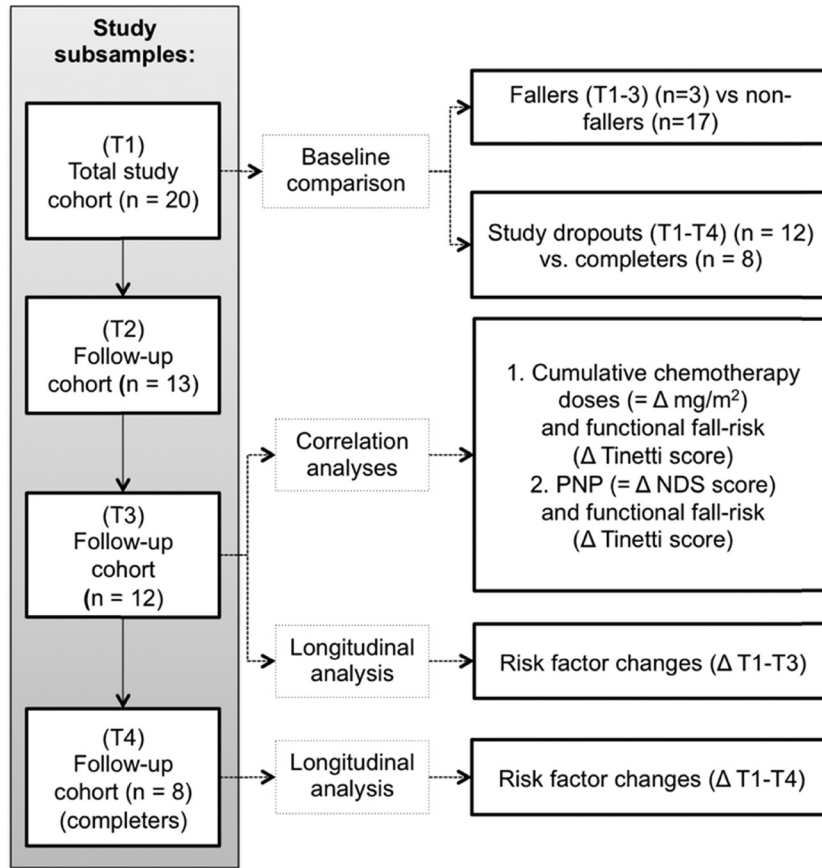 Study
subsamples:
(T1)
Total study
cohort (n = 20)
Baseline
comparison
Fallers (T1-3) (n=3) vs non-
fallers (n=17)
Study dropouts (T1-T4) (n = 12)
vs. completers (n = 8)
(T2)
Follow-up
cohort (n = 13)
(T3)
Follow-up
cohort
(n = 12)
Correlation
analyses
1. Cumulative chemotherapy
doses (= Δ mg/m²)
and functional fall-risk
(Δ Tinetti score)
2. PNP (= Δ NDS score)
and functional fall-risk
(Δ Tinetti score)
Longitudinal
analysis
Risk factor changes (Δ T1-T3)
(T4)
Follow-up
cohort (n = 8)
(completers)
Longitudinal
analysis
Risk factor changes (Δ T1-T4)